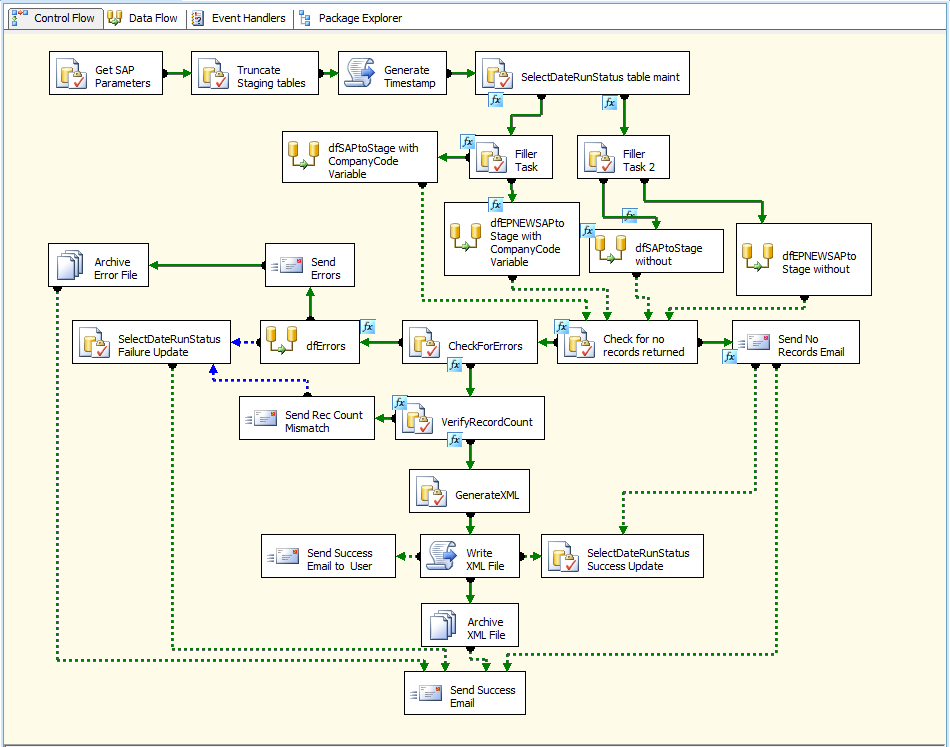 Control Flow
Data Flow
Event Handlers
Package Explorer
Get SAP
Parameters
Truncate
Staging tables
Generate
Timestamp
SelectDateRunStatus table maint
fx
fx
dfSAPtoStage with
CompanyCode
Variable
fx
Filler
Task
Filler
Task 2
fx
dfEPNEWSAPto
Stage with
CompanyCode
Variable
fx
fx
dfSAPtoStage
without
dfEPNEWSAPto
Stage without
Archive
Error File
Send
Errors
SelectDateRunStatus
Failure Update
dfErrors
fx
CheckForErrors
fx
fx
Check for no
records returned
Send No
Records Email
fx
Send Rec Count
Mismatch
fx
VerifyRecordCount
fx
GenerateXML
Send Success
Email to User
Write
XML File
SelectDateRunStatus
Success Update
Archive
XML File
Send Success
Email